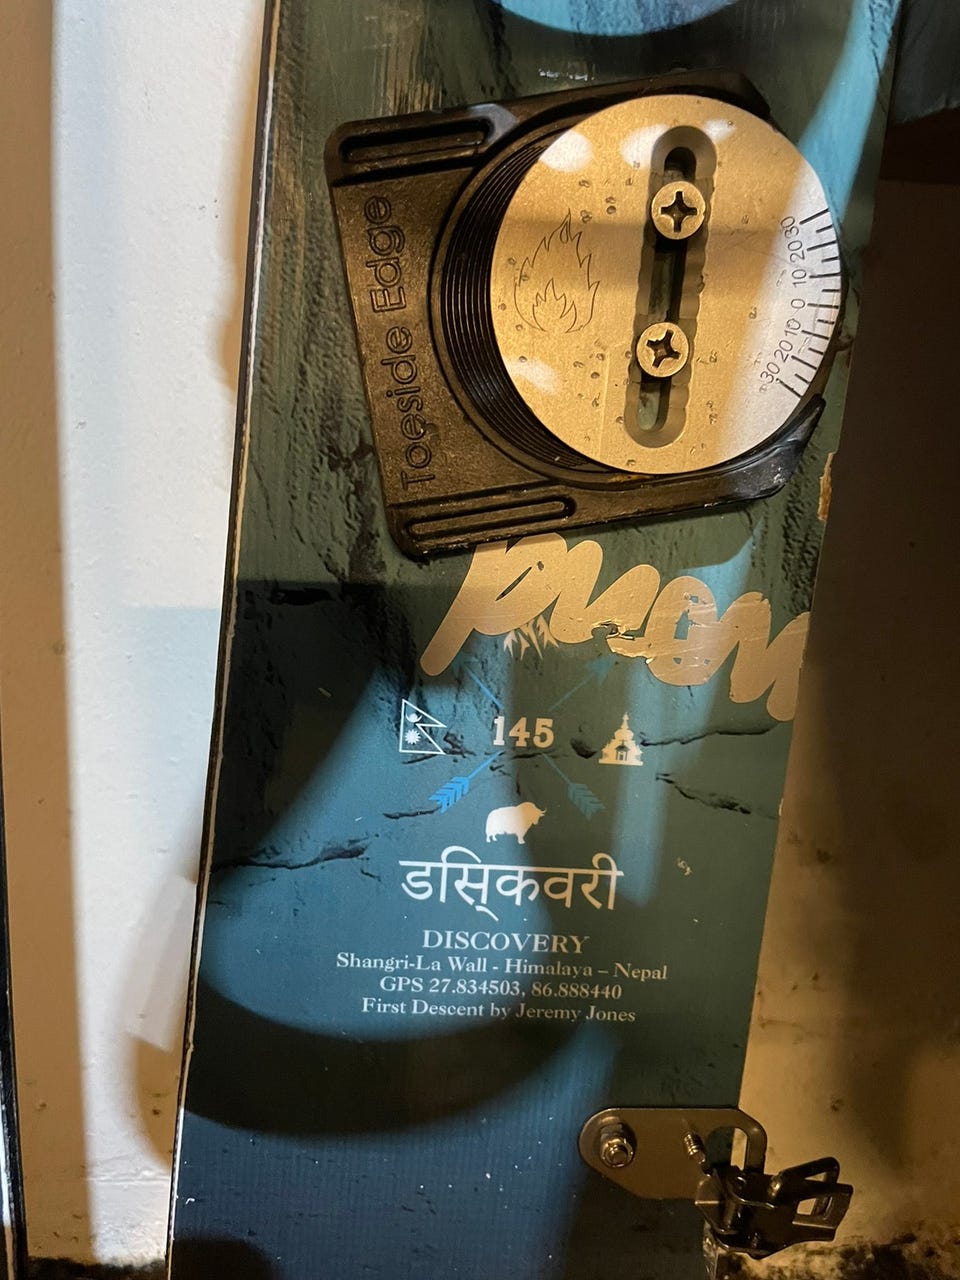 Toeside Edge
30 20 10 0 10 20 30
145
डसि्कवरी
DISCOVERY
Shangri-La Wall - Himalaya – Nepal
GPS 27.834503, 86.888440
First Descent by Jeremy Jones